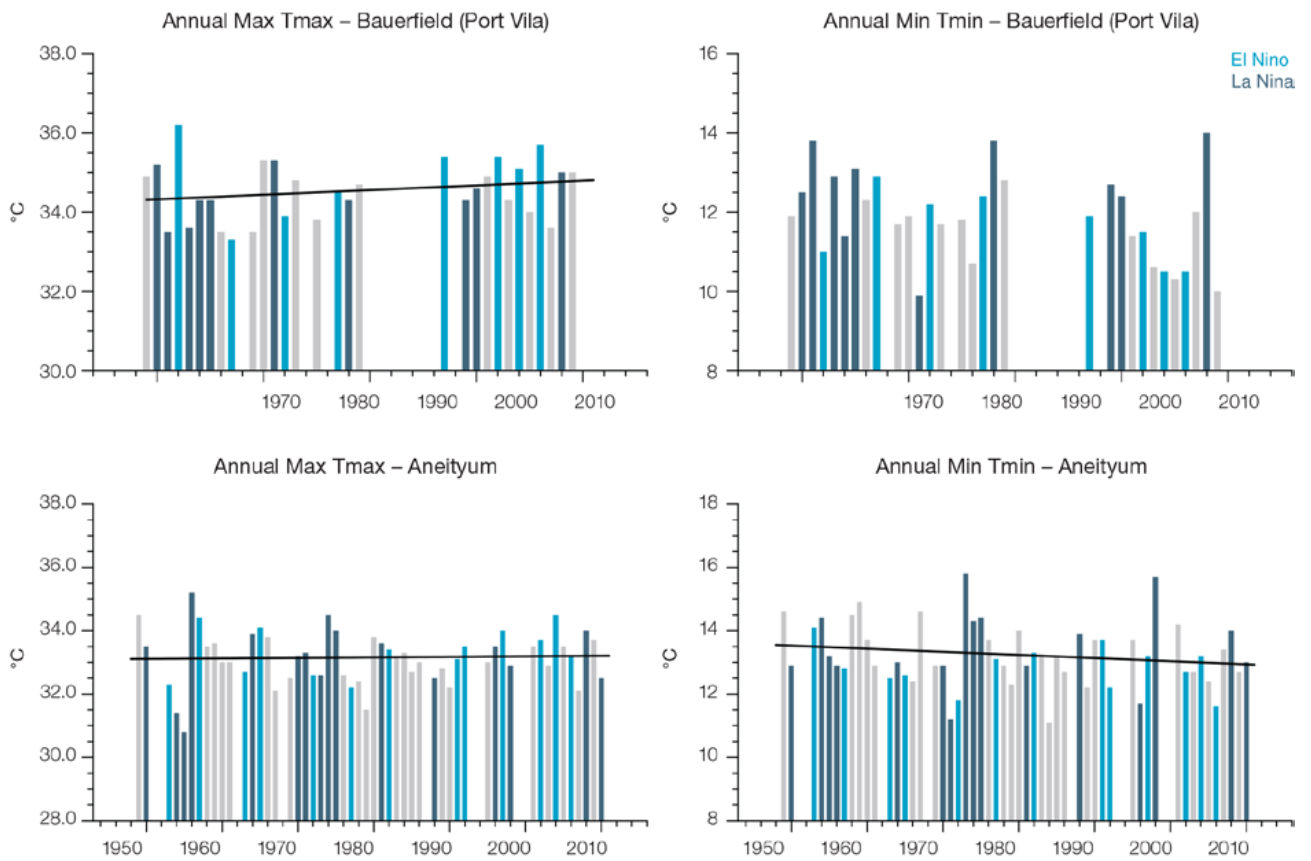 Annual Max Tmax – Bauerfield (Port Vila)
38.0
36.0
34.0
32.0
30.0
°C
1970 1980 1990 2000 2010
Annual Min Tmin – Bauerfield (Port Vila)
El Nino
La Nina
16
14
12
10
8
°C
1970 1980 1990 2000 2010
Annual Max Tmax – Aneityum
38.0
36.0
34.0
32.0
30.0
28.0
°C
1950 1960 1970 1980 1990 2000 2010
Annual Min Tmin – Aneityum
18
16
14
12
10
8
°C
1950 1960 1970 1980 1990 2000 2010